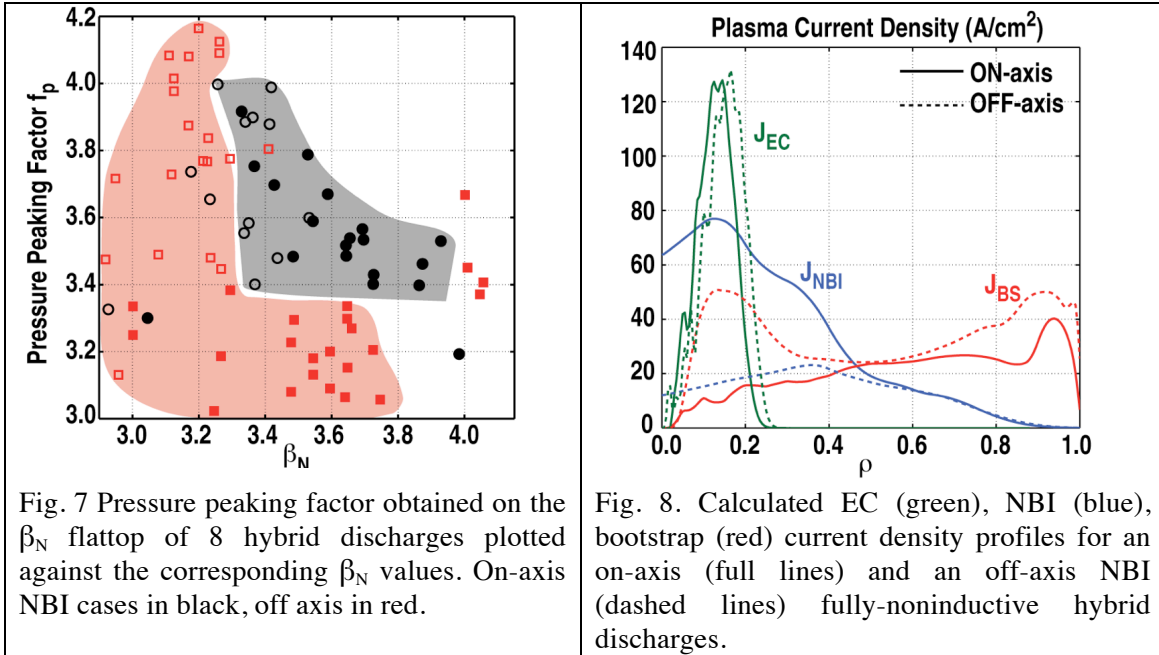 4.2
4.0
3.8
3.6
3.4
3.2
3.0
Pressure Peaking Factor fp
3.0 3.2 3.4 3.6 3.8 4.0
βN
Fig. 7 Pressure peaking factor obtained on the
βN flattop of 8 hybrid discharges plotted
against the corresponding βN values. On-axis
NBI cases in black, off axis in red.
Plasma Current Density (A/cm²)
140
120
100
80
60
40
20
0
ON-axis
OFF-axis
JEC
JNBI
JBS
0.0 0.2 0.4 0.6 0.8 1.0
ρ
Fig. 8. Calculated EC (green), NBI (blue),
bootstrap (red) current density profiles for an
on-axis (full lines) and an off-axis NBI
(dashed lines) fully-noninductive hybrid
discharges.